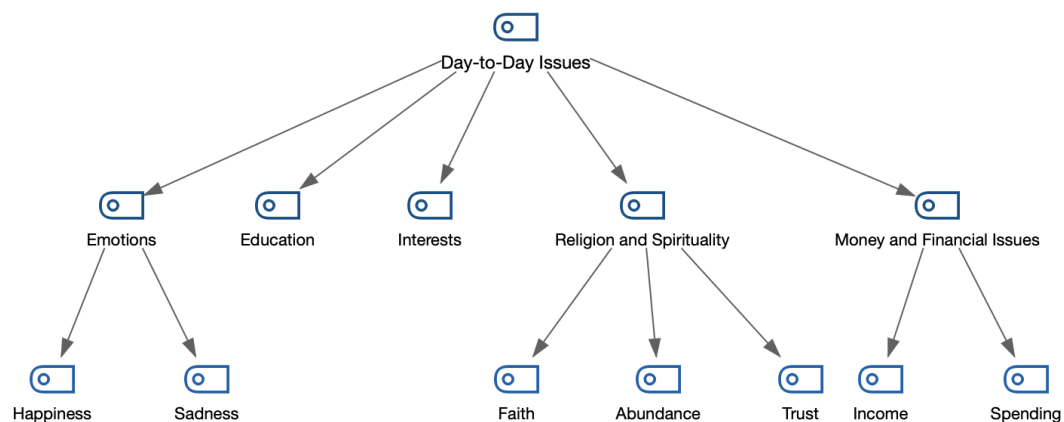 Day-to-Day Issues
Emotions
Education
Interests
Religion and Spirituality
Money and Financial Issues
Happiness
Sadness
Faith
Abundance
Trust
Income
Spending